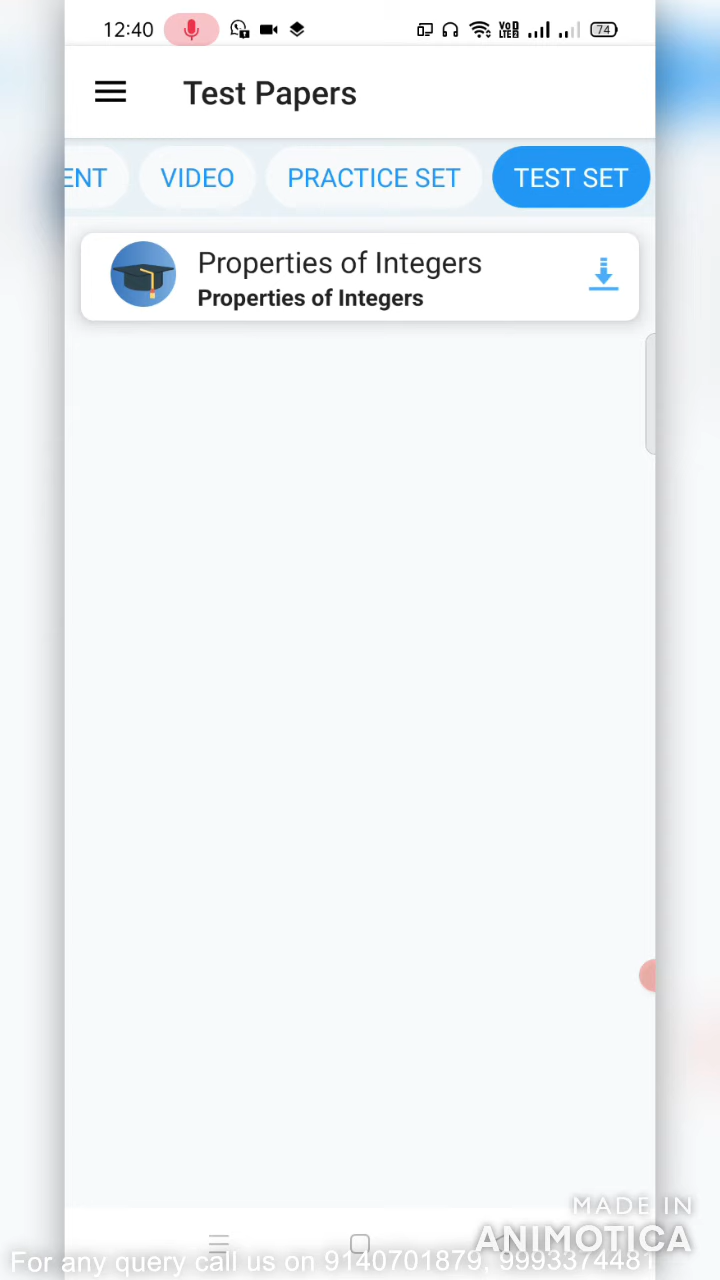 12:40
74
Test Papers
ENT
VIDEO
PRACTICE SET
TEST SET
Properties of Integers
Properties of Integers
MADE IN
ANIMOTICA
For any query call us on 9140701879, 9993374481